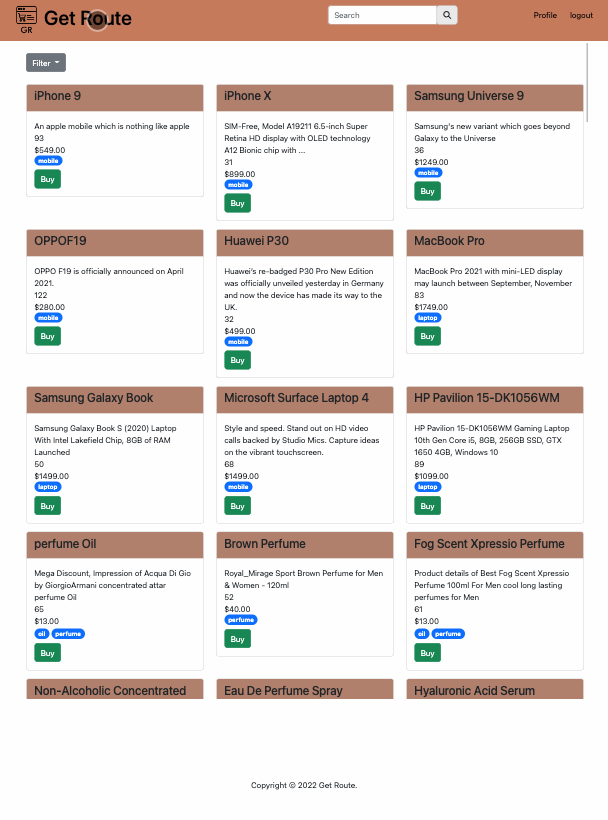 GR
Get Route
Search
Profile
logout
Filter
iPhone 9
An apple mobile which is nothing like apple
93
$549.00
mobile
Buy
iPhone X
SIM-Free, Model A19211 6.5-inch Super
Retina HD display with OLED technology
A12 Bionic chip with ...
31
$899.00
mobile
Buy
Samsung Universe 9
Samsung's new variant which goes beyond
Galaxy to the Universe
36
$1249.00
mobile
Buy
OPPOF19
OPPO F19 is officially announced on April
2021.
122
$280.00
mobile
Buy
Huawei P30
Huawei's re-badged P30 Pro New Edition
was officially unveiled yesterday in Germany
and now the device has made its way to the
UK.
32
$499.00
mobile
Buy
MacBook Pro
MacBook Pro 2021 with mini-LED display
may launch between September, November
83
$1749.00
laptop
Buy
Samsung Galaxy Book
Samsung Galaxy Book S (2020) Laptop
With Intel Lakefield Chip, 8GB of RAM
Launched
50
$1499.00
laptop
Buy
Microsoft Surface Laptop 4
Style and speed. Stand out on HD video
calls backed by Studio Mics. Capture ideas
on the vibrant touchscreen.
68
$1499.00
mobile
Buy
HP Pavilion 15-DK1056WM
HP Pavilion 15-DK1056WM Gaming Laptop
10th Gen Core i5, 8GB, 256GB SSD, GTX
1650 4GB, Windows 10
89
$1099.00
laptop
Buy
perfume Oil
Mega Discount, Impression of Acqua Di Gio
by GiorgioArmani concentrated attar
perfume Oil
65
$13.00
oil perfume
Buy
Brown Perfume
Royal_Mirage Sport Brown Perfume for Men
& Women - 120ml
52
$40.00
perfume
Buy
Fog Scent Xpressio Perfume
Product details of Best Fog Scent Xpressio
Perfume 100ml For Men cool long lasting
perfumes for Men
61
$13.00
oil perfume
Buy
Non-Alcoholic Concentrated
Eau De Perfume Spray
Hyaluronic Acid Serum
Copyright © 2022 Get Route.